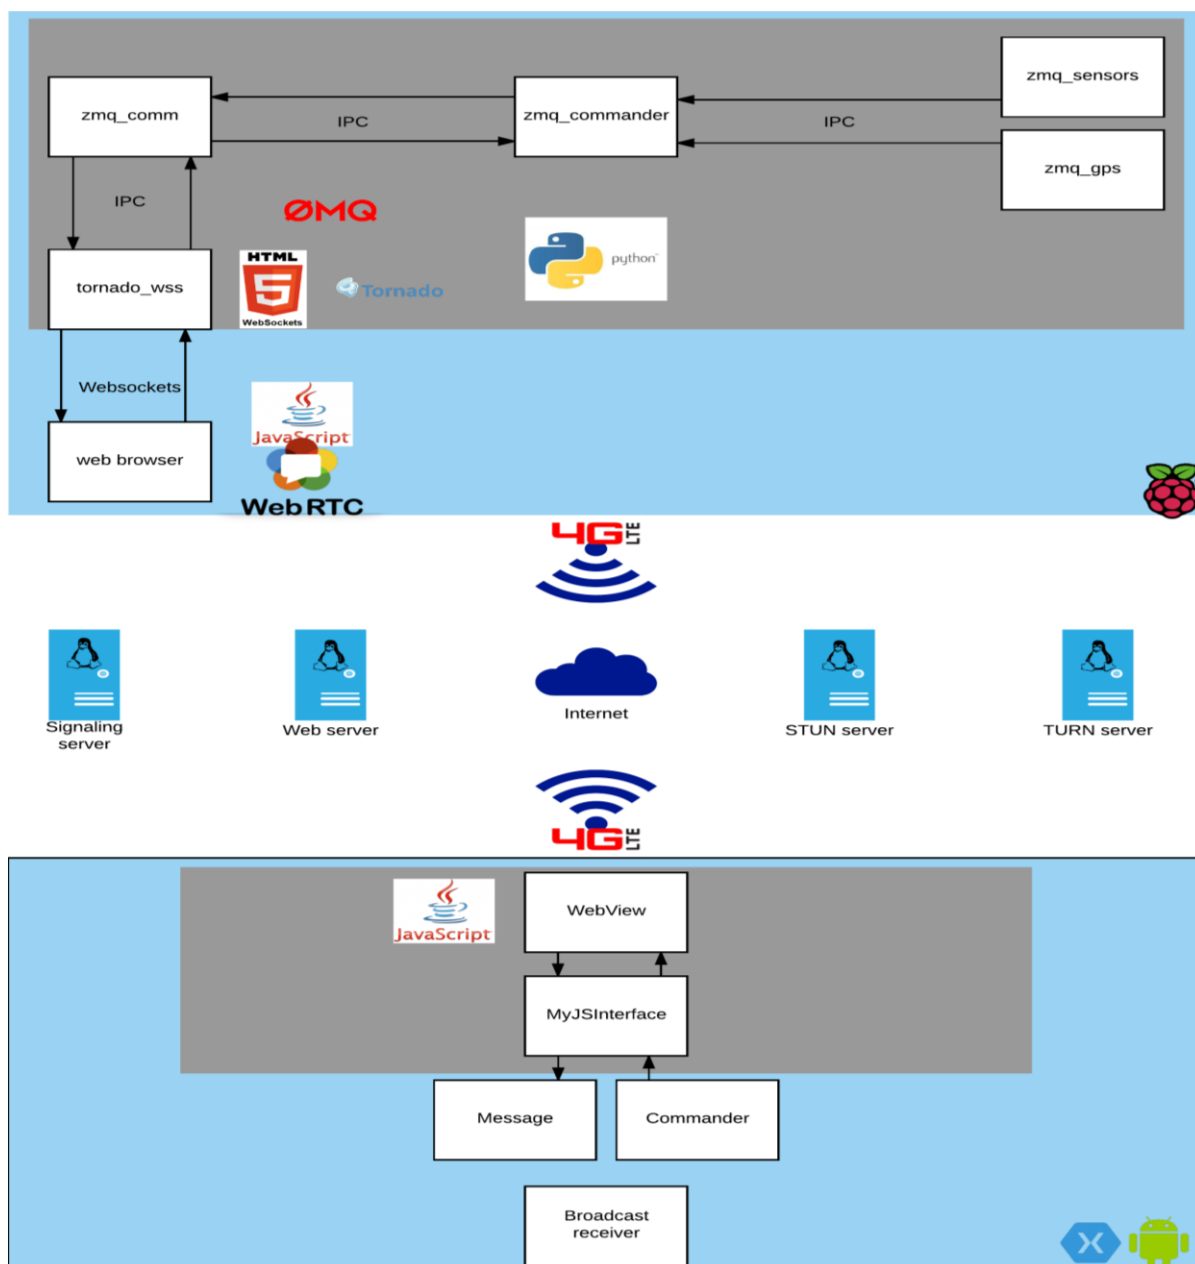 zmq_sensors
zmq_comm
zmq_commander
IPC
IPC
zmq_gps
IPC
ØMQ
HTML
5
WebSockets
python™
tornado_wss
Tornado
Websockets
JavaScript
web browser
WebRTC
4G LTE
Signaling
server
Web server
Internet
STUN server
TURN server
4G LTE
WebView
JavaScript
MyJSInterface
Message
Commander
Broadcast
receiver